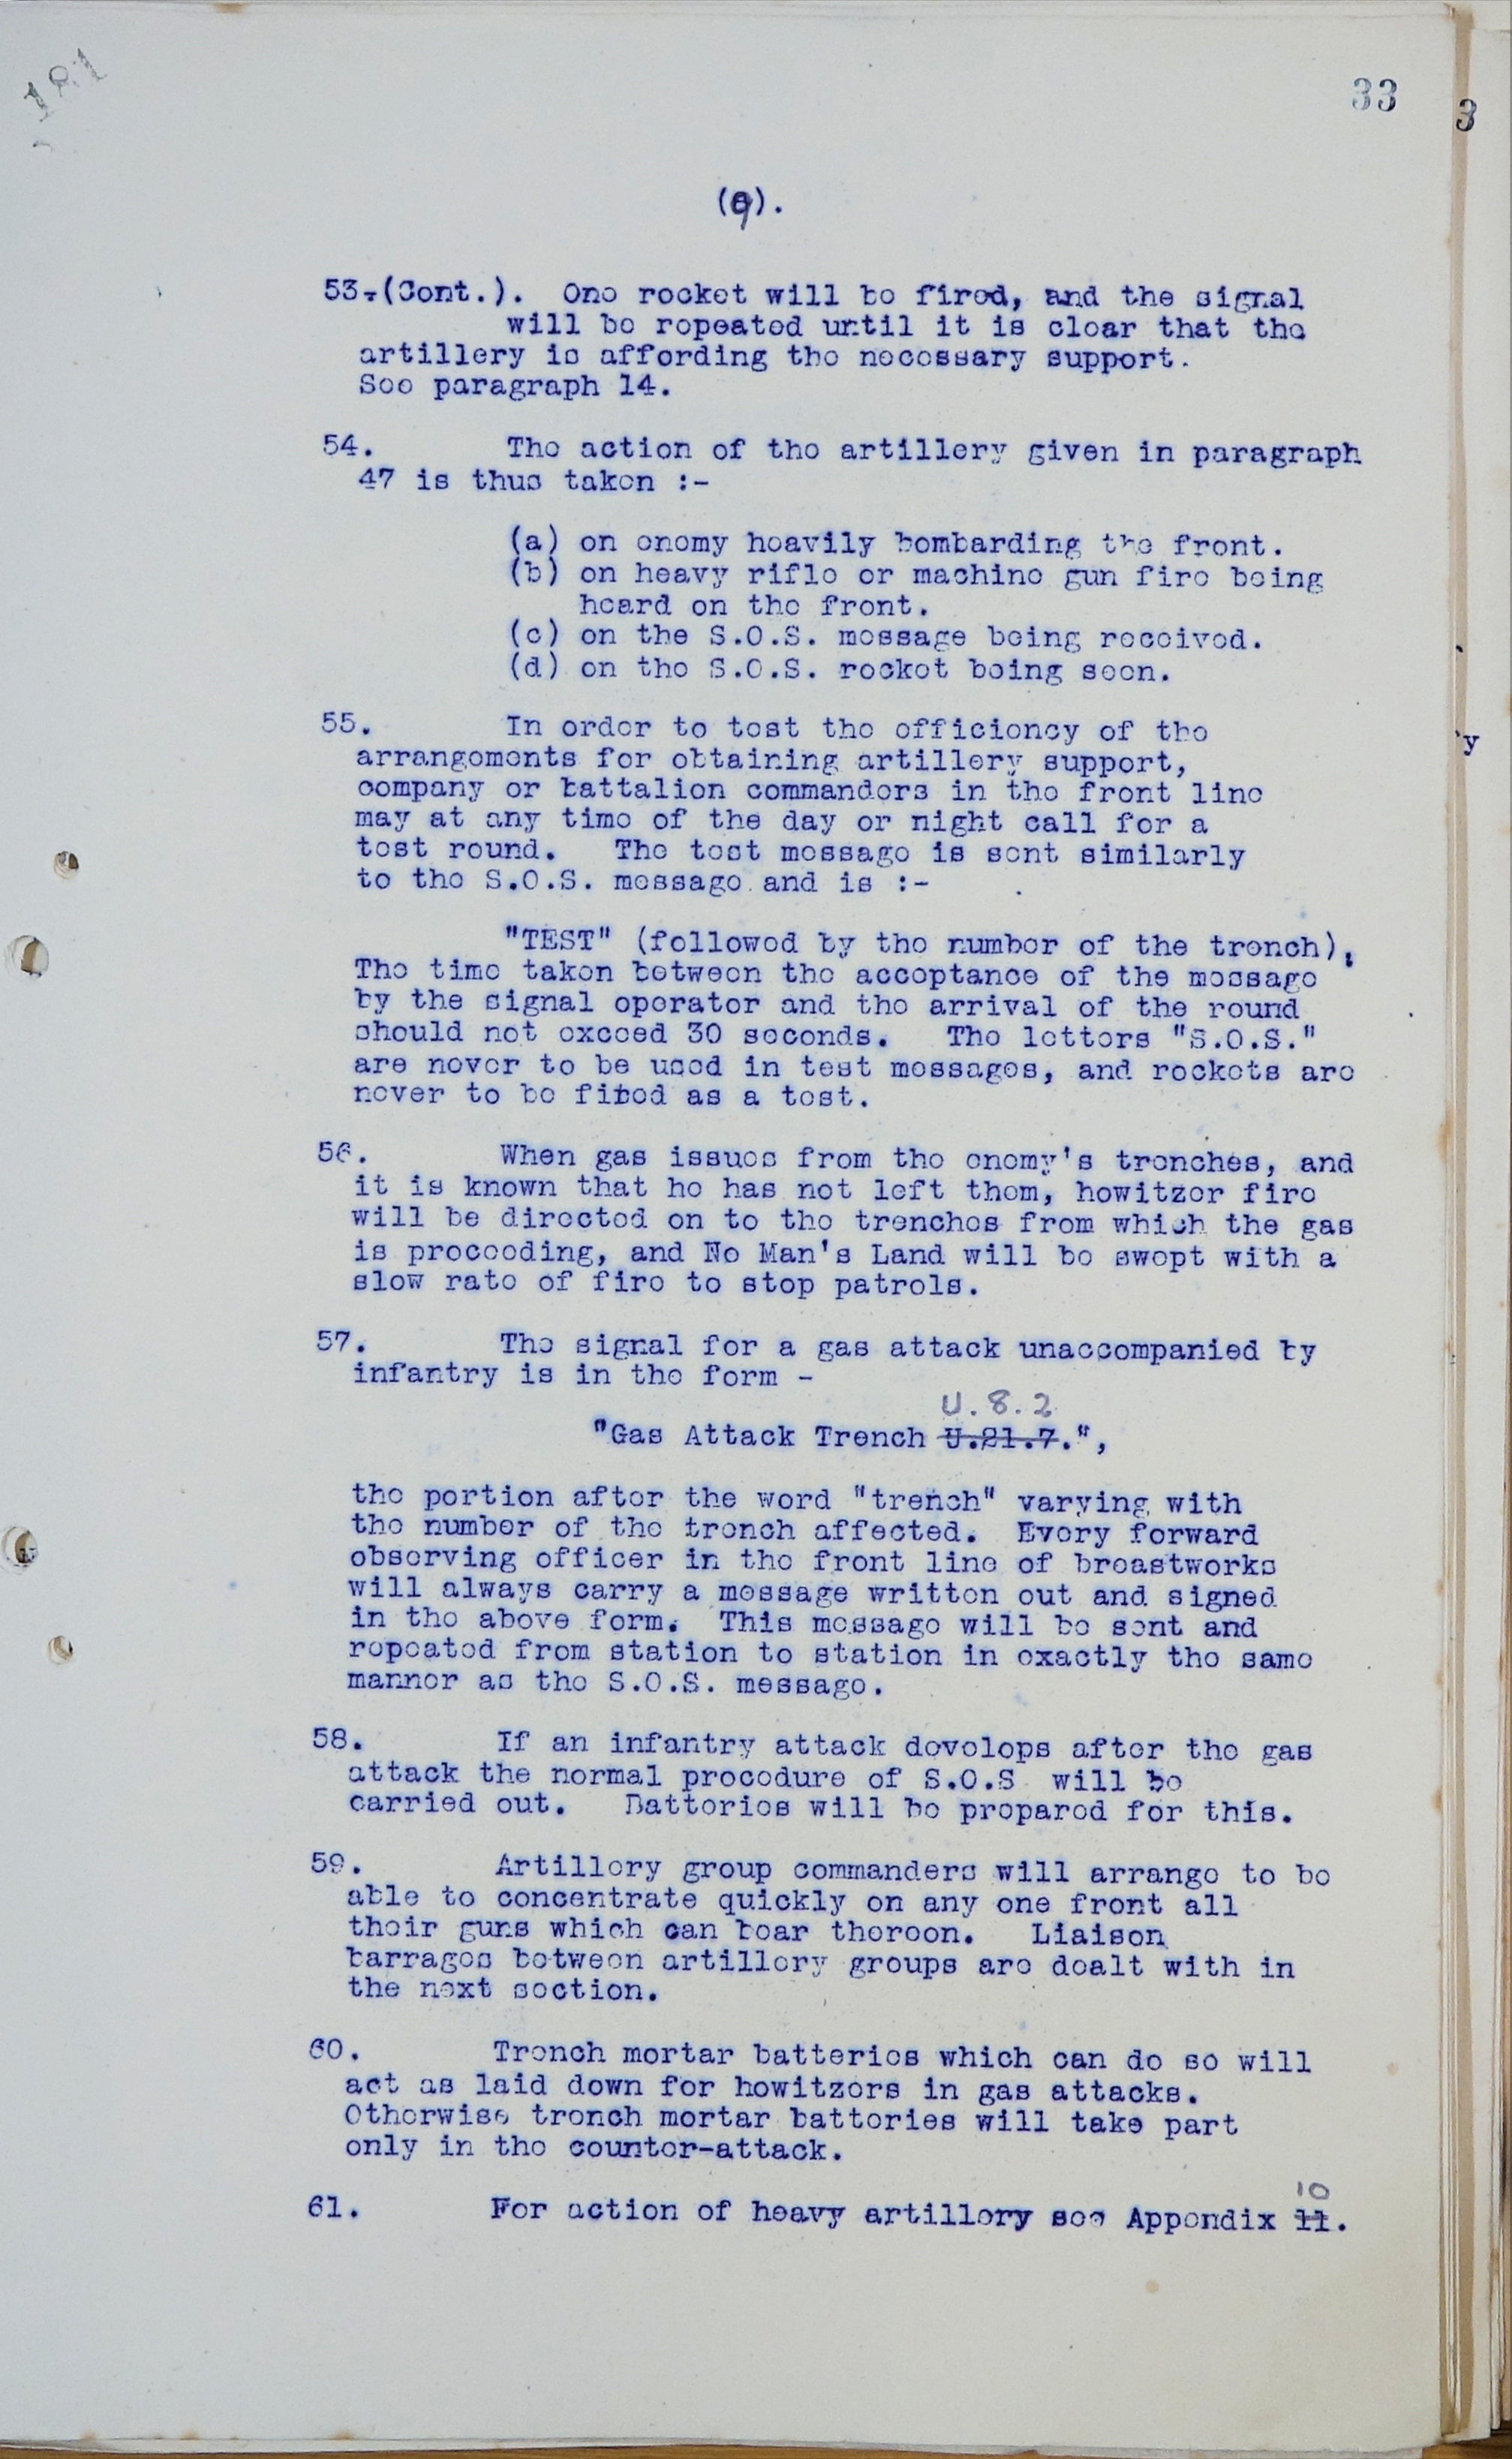 181
33
3
(9).
53.(Cont.). One rocket will be fired, and the signal
will be repeated until it is clear that the
artillery is affording the necessary support.
See paragraph 14.
54. The action of the artillery given in paragraph
47 is thus taken :-
(a) on enemy heavily bombarding the front.
(b) on heavy rifle or machine gun fire being
heard on the front.
(c) on the S.O.S. message being received.
(d) on the S.O.S. rocket being seen.
55. In order to test the efficiency of the
arrangements for obtaining artillery support,
company or battalion commanders in the front line
may at any time of the day or night call for a
test round. The test message is sent similarly
to the S.O.S. message and is :-
y
"TEST" (followed by the number of the trench).
The time taken between the acceptance of the message
by the signal operator and the arrival of the round
should not exceed 30 seconds. The letters "S.O.S."
are never to be used in test messages, and rockets are
never to be fired as a test.
56. When gas issues from the enemy's trenches, and
it is known that he has not left them, howitzer fire
will be directed on to the trenches from which the gas
is proceeding, and No Man's Land will be swept with a
slow rate of fire to stop patrols.
57. The signal for a gas attack unaccompanied by
infantry is in the form -
U.8.2
"Gas Attack Trench U.21.7.",
the portion after the word "trench" varying with
the number of the trench affected. Every forward
observing officer in the front line of breastworks
will always carry a message written out and signed
in the above form. This message will be sent and
repeated from station to station in exactly the same
manner as the S.O.S. message.
58. If an infantry attack develops after the gas
attack the normal procedure of S.O.S. will be
carried out. Batteries will be prepared for this.
59. Artillery group commanders will arrange to be
able to concentrate quickly on any one front all
their guns which can bear thereon. Liaison
barrages between artillery groups are dealt with in
the next section.
60. Trench mortar batteries which can do so will
act as laid down for howitzers in gas attacks.
Otherwise trench mortar batteries will take part
only in the counter-attack.
10
61. For action of heavy artillery see Appendix 11.